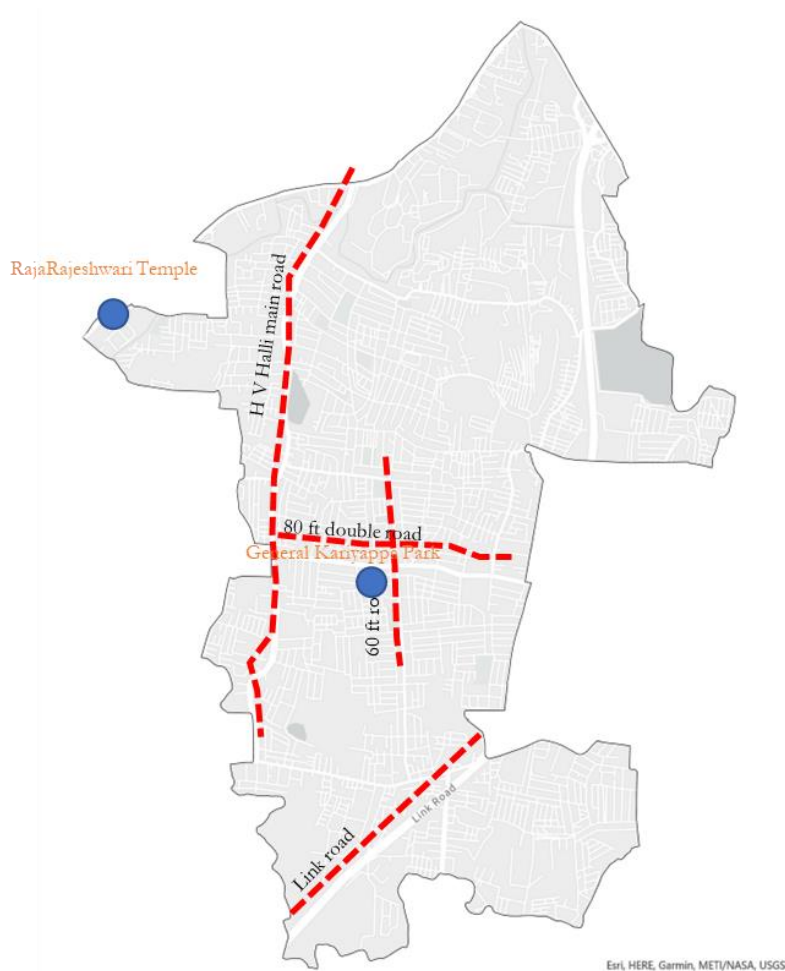 RajaRajeshwari Temple
H V Halli main road
80 ft double road
General Kariyappa Park
60 ft ro
Link road
Link Road
Esri, HERE, Garmin, METI/NASA, USGS